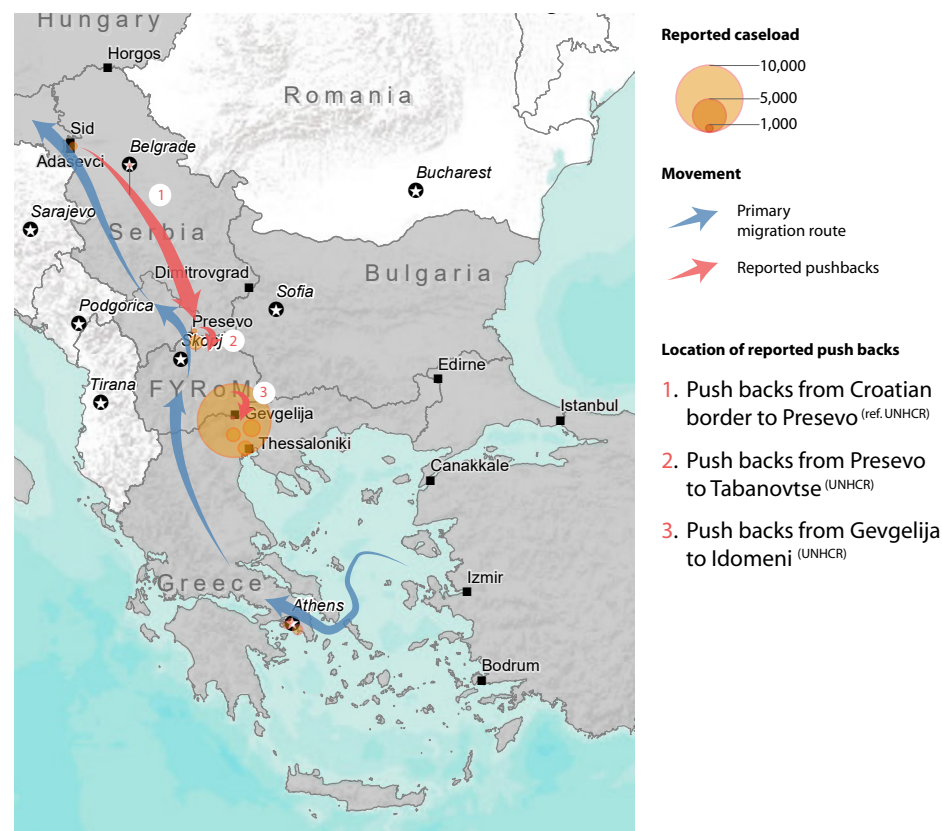 Hungary
Horgos
Romania
Sid
Adasevci
Belgrade
Bucharest
1
Sarajevo
Serbia
Dimitrovgrad
Bulgaria
Sofia
Podgorica
Presevo
Skopj
2
Edirne
Tirana
FYRoM
3
Gevgelija
Istanbul
Thessaloniki
Canakkale
Greece
Izmir
Athens
Bodrum
Reported caseload
10,000
5,000
1,000
Movement
Primary
migration route
Reported pushbacks
Location of reported push backs
1. Push backs from Croatian
border to Presevo (ref. UNHCR)
2. Push backs from Presevo
to Tabanovtse (UNHCR)
3. Push backs from Gevgelija
to Idomeni (UNHCR)